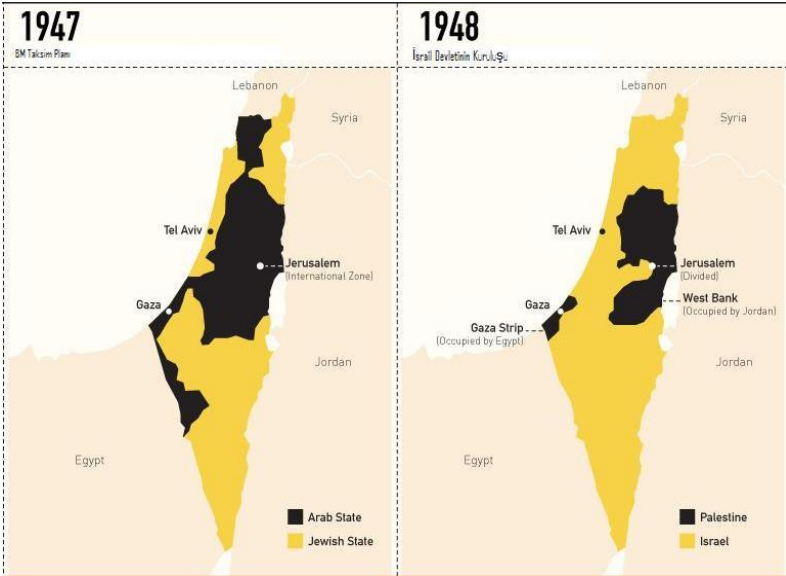 1947
BM Taksim Planı
Lebanon
Syria
Tel Aviv
Jerusalem
(International Zone)
Gaza
Jordan
Egypt
Arab State
Jewish State
1948
İsrail Devletinin Kuruluşu
Lebanon
Syria
Tel Aviv
Jerusalem
(Divided)
West Bank
(Occupied by Jordan)
Gaza
Gaza Strip
(Occupied by Egypt)
Jordan
Egypt
Palestine
Israel